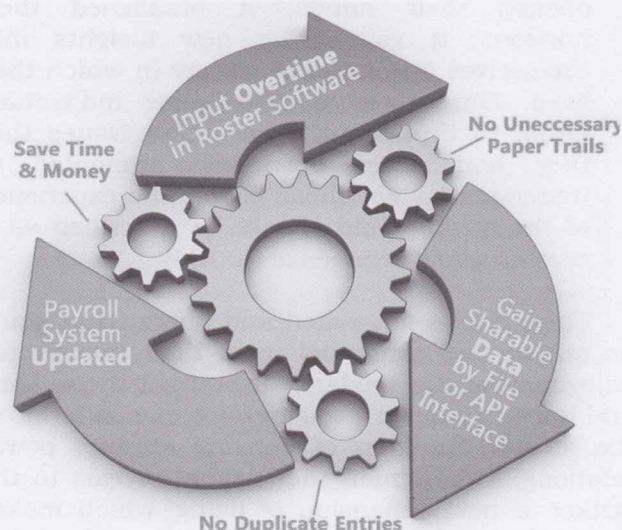 Input Overtime
in Roster Software
Save Time
& Money
No Uneccessary
Paper Trails
Gain
Sharable
Data
by File
or API
Interface
Payroll
System
Updated
No Duplicate Entries